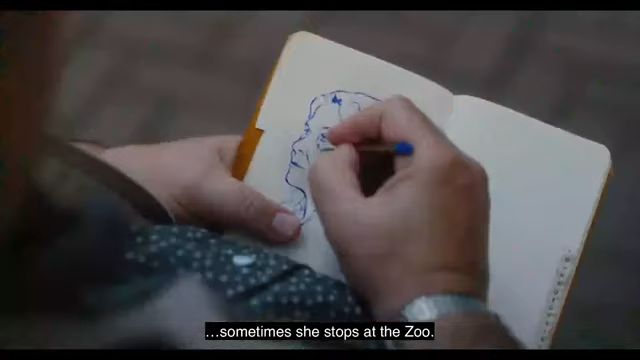 …sometimes she stops at the Zoo.